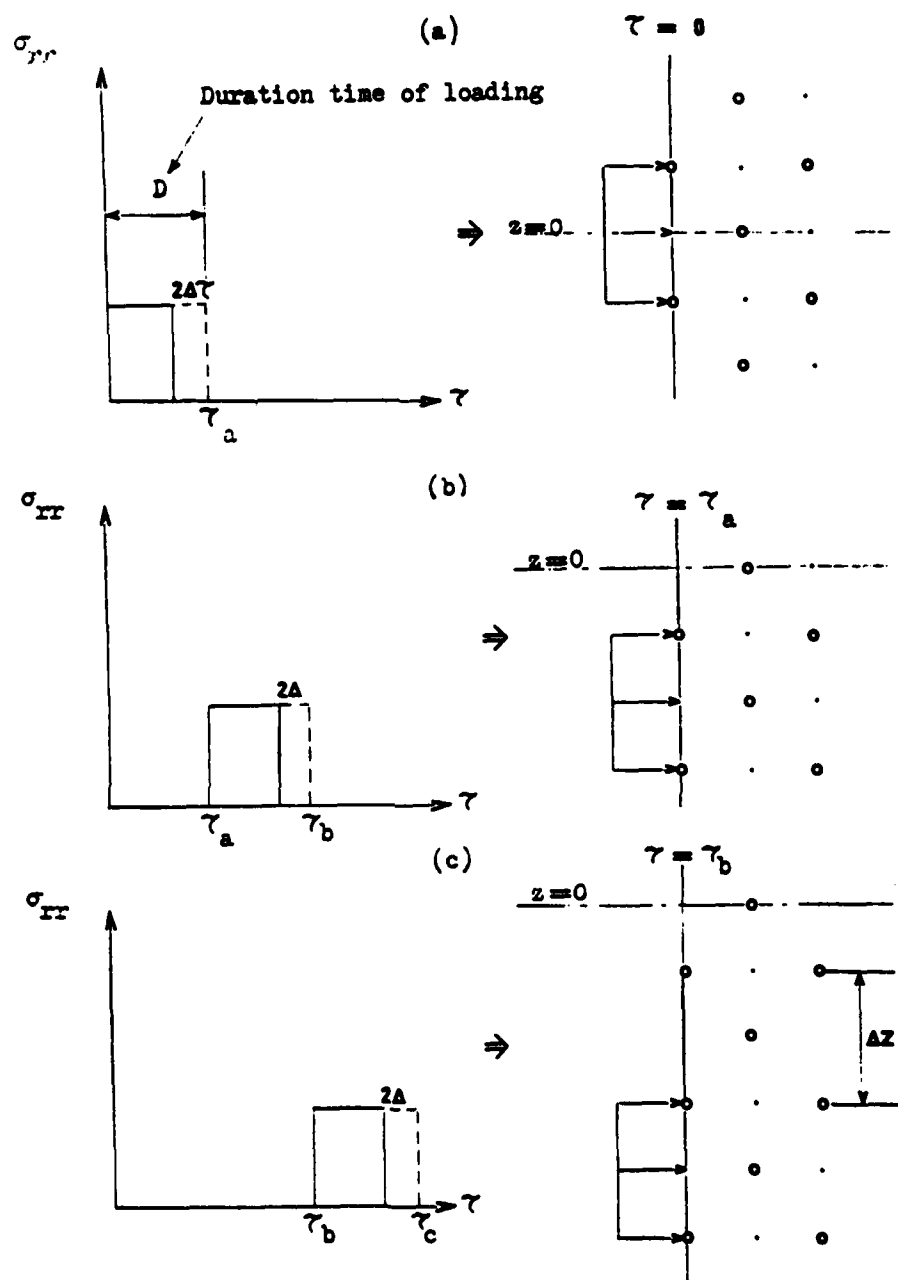 (a)
τ = 0
σrr
Duration time of loading
D
⇒ z=0
2Δτ
τ
τa
(b)
σrr
τ = τa
z=0
⇒
2Δ
τ
τa τb
(c)
τ = τb
σrr
z=0
ΔZ
⇒
2Δ
τ
τb τc